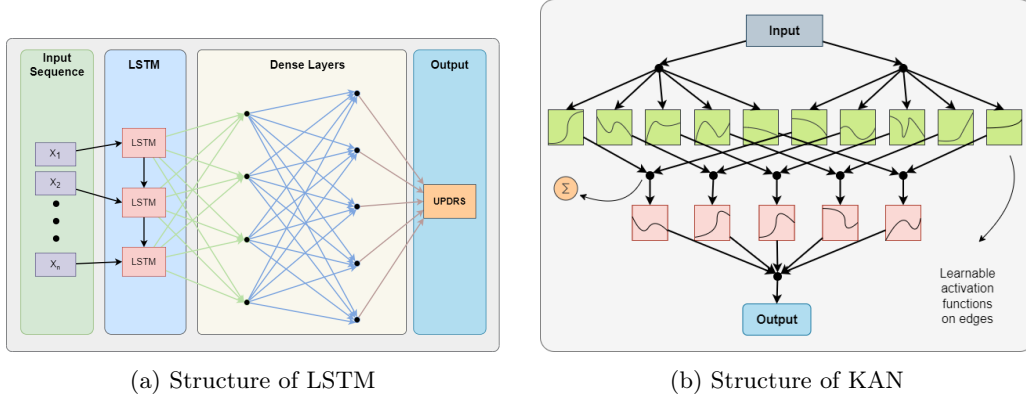 Input
Sequence
LSTM
Dense Layers
Output
X1
LSTM
X2
LSTM
UPDRS
Xn
LSTM
(a) Structure of LSTM
Input
Σ
Learnable
activation
functions
on edges
Output
(b) Structure of KAN